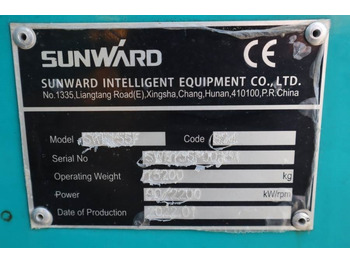 SUNWARD CE
SUNWARD INTELLIGENT EQUIPMENT CO., LTD.
No.1335,Liangtang Road(E),Xingsha,Chang,Hunan,410100,P.R.China
Model Code
Serial No
Operating Weight 15200 kg
Power kW/rpm
Date of Production